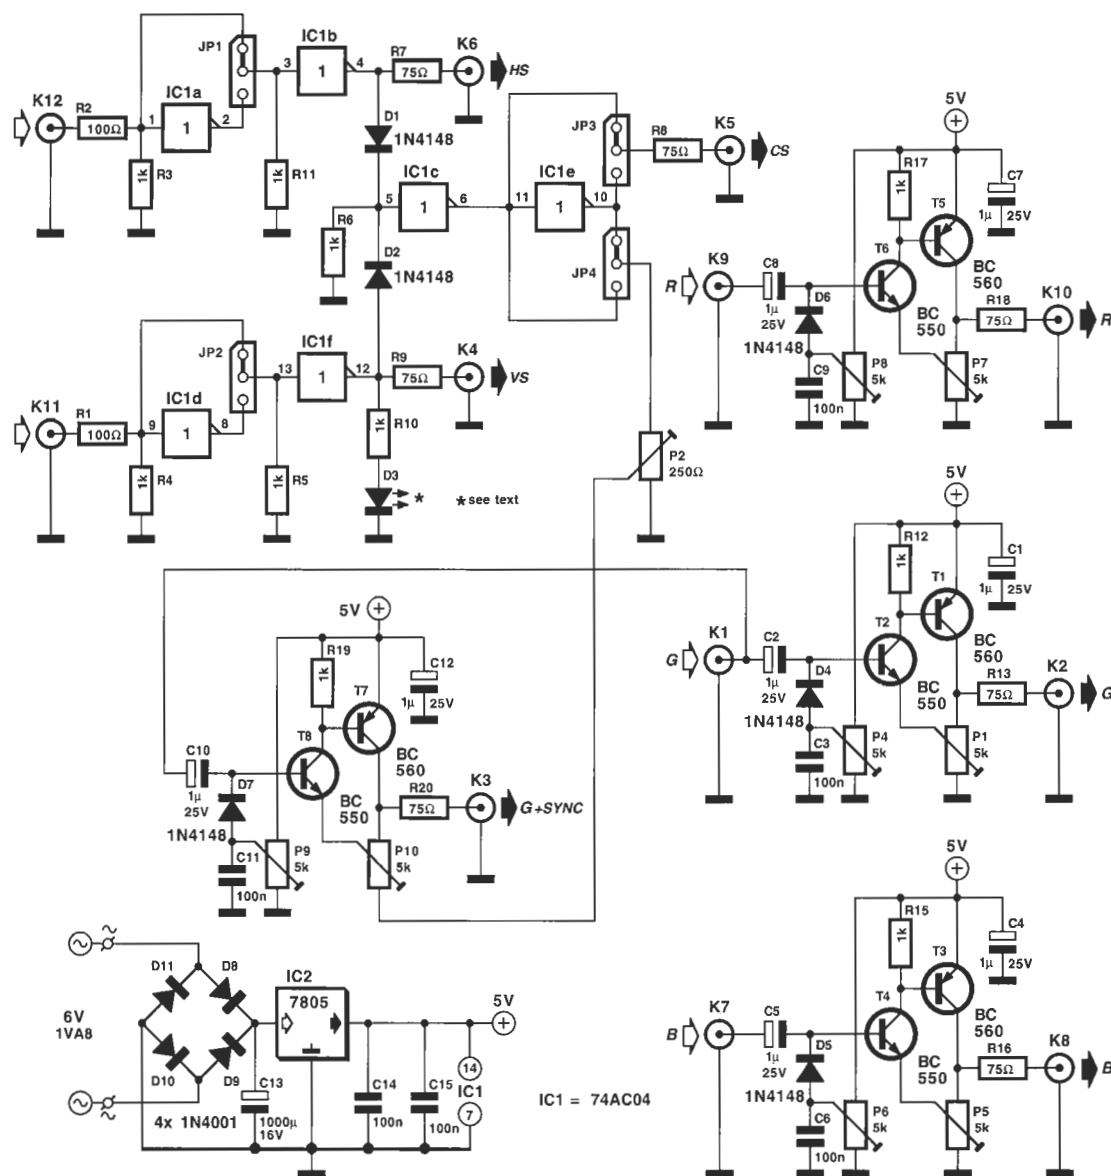 K12
R2
100Ω
1k
R3
1
IC1a
1
2
JP1
1k
R11
3
IC1b
1
4
R7
75Ω
K6
HS
D1
1N4148
R6
1k
5
IC1c
1
6
D2
1N4148
11
IC1e
1
10
JP3
JP4
R8
75Ω
K5
CS
K11
R1
100Ω
1k
R4
9
IC1d
1
8
JP2
1k
R5
13
IC1f
1
12
R9
75Ω
K4
VS
1k
R10
D3
*
* see text
P2
250Ω
5V
R17
1k
C7
1µ
25V
T5
BC
560
T6
BC
550
R
K9
C8
1µ
25V
D6
1N4148
C9
100n
P8
5k
P7
5k
R18
75Ω
K10
R
5V
R12
1k
C1
1µ
25V
T1
BC
560
T2
BC
550
G
K1
C2
1µ
25V
D4
1N4148
C3
100n
P4
5k
P1
5k
R13
75Ω
K2
G
5V
R19
1k
C12
1µ
25V
T7
BC
560
T8
BC
550
C10
1µ
25V
D7
1N4148
C11
100n
P9
5k
P10
5k
R20
75Ω
K3
G+SYNC
5V
R15
1k
C4
1µ
25V
T3
BC
560
T4
BC
550
B
K7
C5
1µ
25V
D5
1N4148
C6
100n
P6
5k
P5
5k
R16
75Ω
K8
B
6V
1VA8
D11
D8
D10
D9
4x 1N4001
C13
1000µ
16V
IC2
7805
C14
100n
C15
100n
5V
14
IC1
7
IC1 = 74AC04